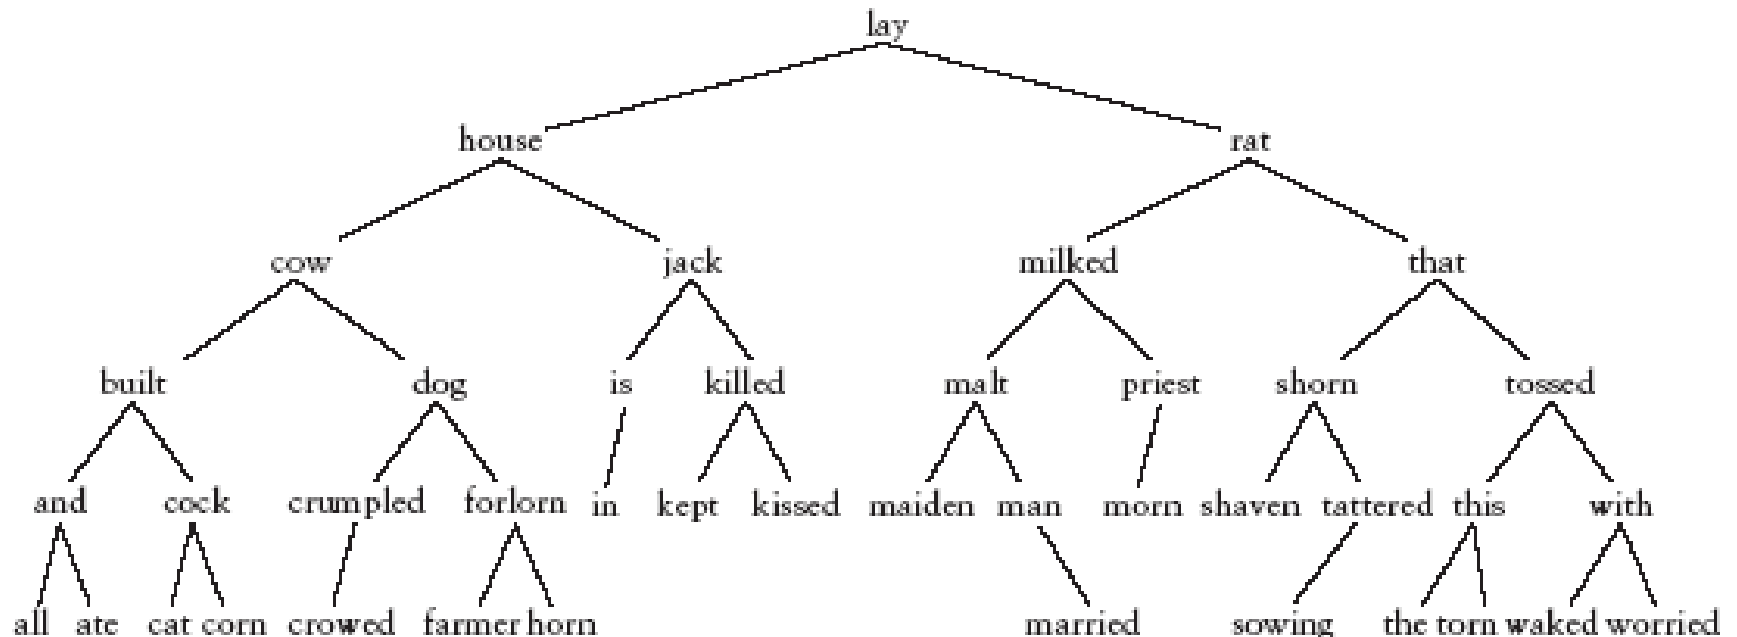 lay
house rat
cow jack milked that
built dog is killed malt priest shorn tossed
and cock crumpled forlorn in kept kissed maiden man morn shaven tattered this with
all ate cat corn crowed farmer horn married sowing the torn waked worried